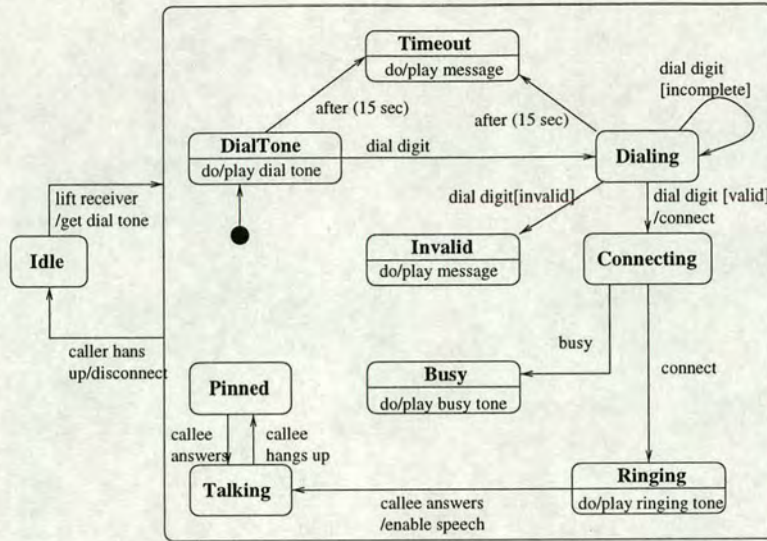 Timeout
do/play message
dial digit
[incomplete]
after (15 sec)
after (15 sec)
DialTone
do/play dial tone
dial digit
Dialing
lift receiver
/get dial tone
dial digit[invalid]
dial digit [valid]
/connect
Idle
Invalid
do/play message
Connecting
caller hans
up/disconnect
busy
Pinned
Busy
do/play busy tone
connect
callee
answers
callee
hangs up
Talking
callee answers
/enable speech
Ringing
do/play ringing tone